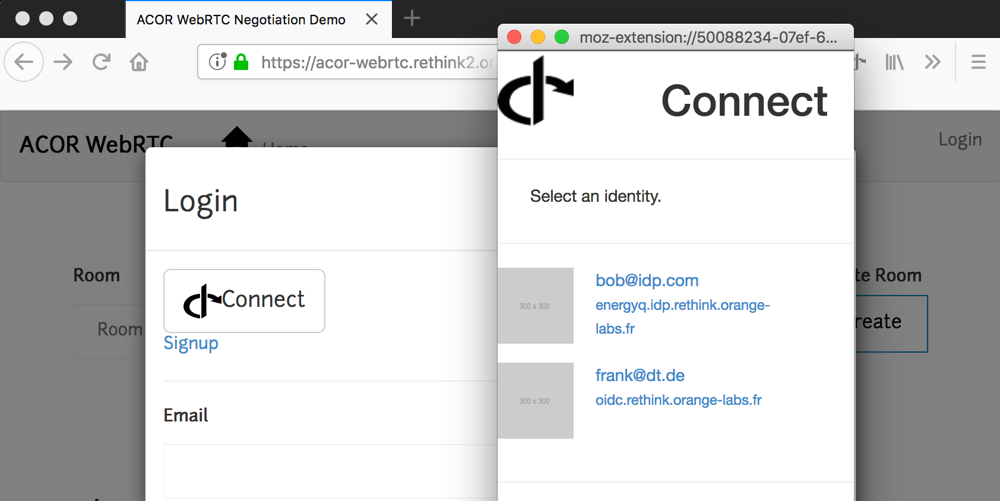 ACOR WebRTC Negotiation Demo
moz-extension://50088234-07ef-6...
https://acor-webrtc.rethink2.or
Connect
ACOR WebRTC
Home
Login
Login
Select an identity.
Connect
Signup
Room
Room
te Room
reate
bob@idp.com
energyq.idp.rethink.orange-
labs.fr
300 x 300
frank@dt.de
oidc.rethink.orange-labs.fr
300 x 300
Email